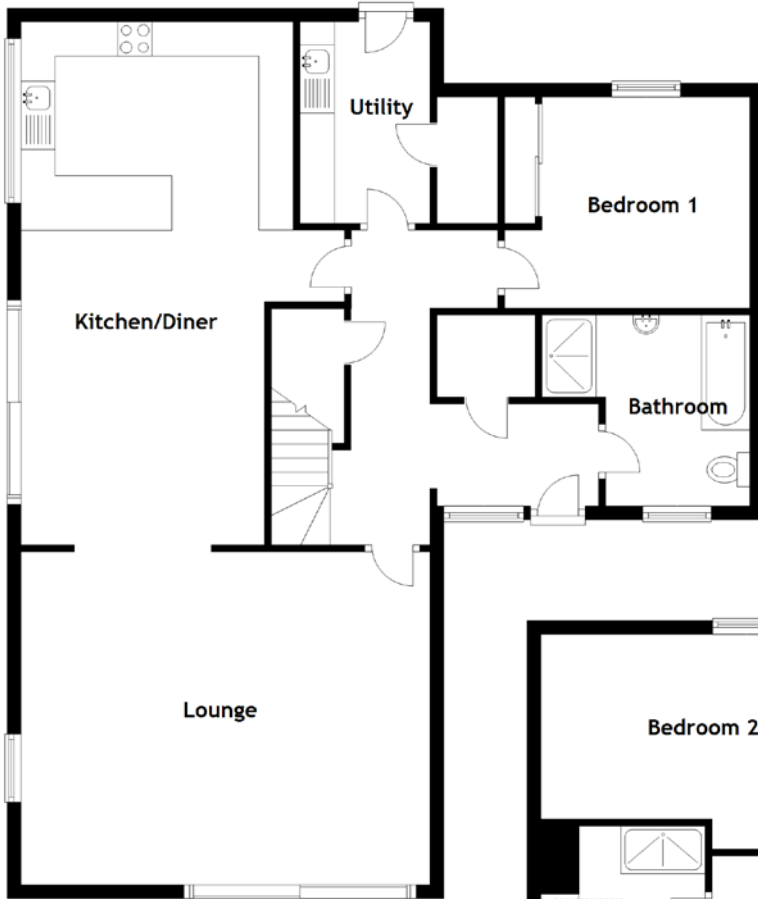 Utility
Bedroom 1
Kitchen/Diner
Bathroom
Lounge
Bedroom 2